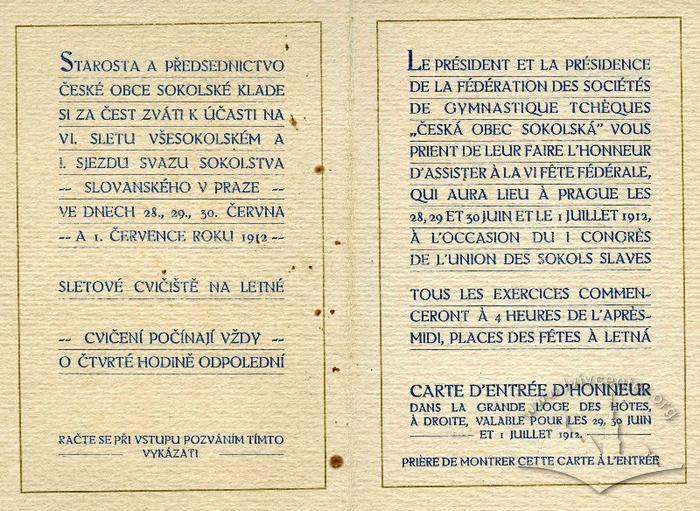 STAROSTA A PŘEDSEDNICTVO
ČESKÉ OBCE SOKOLSKÉ KLADE
SI ZA ČEST ZVÁTI K ÚČASTI NA
VI. SLETU VŠESOKOLSKÉM A
I. SJEZDU SVAZU SOKOLSTVA
-- SLOVANSKÉHO V PRAZE --
VE DNECH 28., 29., 30. ČERVNA
-- A 1. ČERVENCE ROKU 1912 --
SLETOVÉ CVIČIŠTĚ NA LETNÉ
-- CVIČENÍ POČÍNAJÍ VŽDY --
O ČTVRTÉ HODINĚ ODPOLEDNÍ
RAČTE SE PŘI VSTUPU POZVÁNÍM TÍMTO
VYKÁZATI
LE PRÉSIDENT ET LA PRÉSIDENCE
DE LA FÉDÉRATION DES SOCIÉTÉS
DE GYMNASTIQUE TCHÈQUES
„ČESKÁ OBEC SOKOLSKÁ” VOUS
PRIENT DE LEUR FAIRE L'HONNEUR
D'ASSISTER À LA VI FÊTE FÉDÉRALE,
QUI AURA LIEU À PRAGUE LES
28, 29 ET 30 JUIN ET LE 1 JUILLET 1912,
À L'OCCASION DU I CONGRÈS
DE L'UNION DES SOKOLS SLAVES
TOUS LES EXERCICES COMMEN-
CERONT À 4 HEURES DE L'APRÈS-
MIDI, PLACES DES FÊTES À LETNÁ
CARTE D'ENTRÉE D'HONNEUR
DANS LA GRANDE LOGE DES HÔTES,
À DROITE, VALABLE POUR LES 29, 30 JUIN
ET 1 JUILLET 1912.
PRIÈRE DE MONTRER CETTE CARTE À L'ENTRÉE